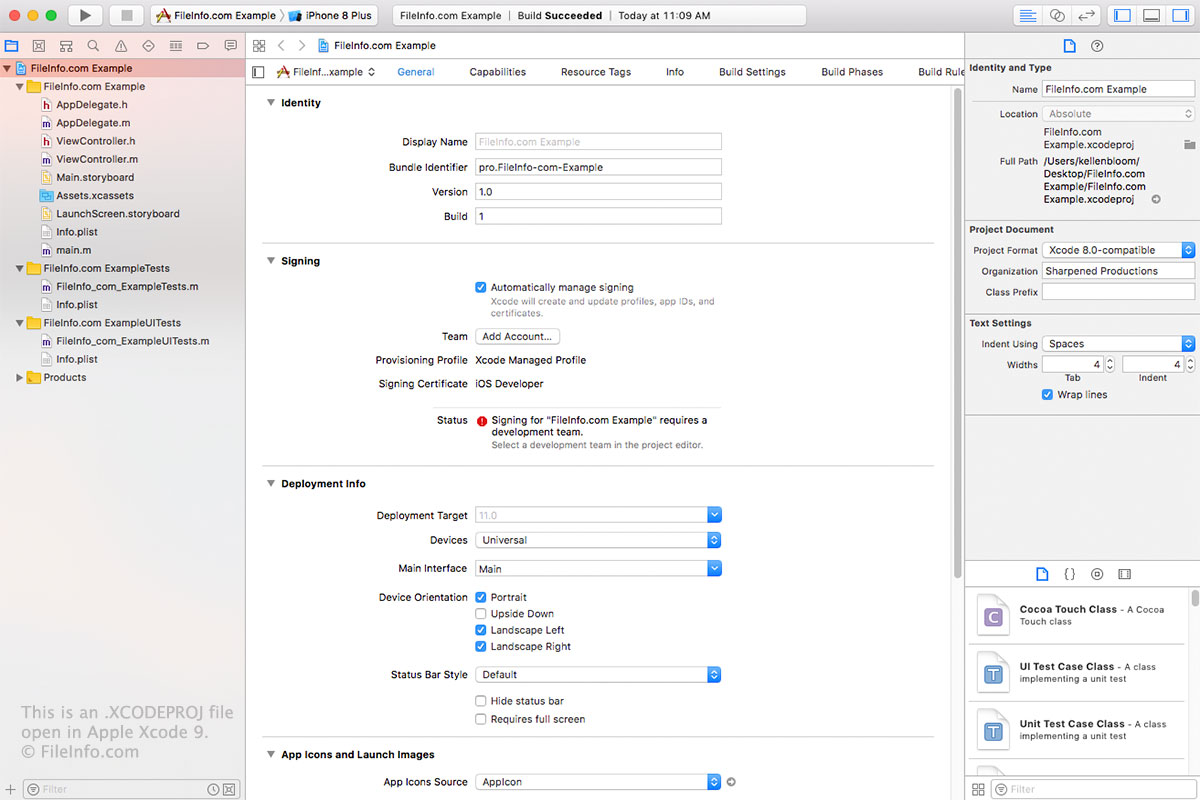 FileInfo.com Example
iPhone 8 Plus
FileInfo.com Example | Build Succeeded | Today at 11:09 AM
FileInfo.com Example
FileInfo.com Example
AppDelegate.h
AppDelegate.m
ViewController.h
ViewController.m
Main.storyboard
Assets.xcassets
LaunchScreen.storyboard
Info.plist
main.m
FileInfo.com ExampleTests
FileInfo_com_ExampleTests.m
Info.plist
FileInfo.com ExampleUITests
FileInfo_com_ExampleUITests.m
Info.plist
Products
This is an .XCODEPROJ file
open in Apple Xcode 9.
© FileInfo.com
Filter
FileInfo.com Example
FileInf...xample General Capabilities Resource Tags Info Build Settings Build Phases Build Rule
Identity
Display Name FileInfo.com Example
Bundle Identifier pro.FileInfo-com-Example
Version 1.0
Build 1
Signing
Automatically manage signing
Xcode will create and update profiles, app IDs, and
certificates.
Team Add Account...
Provisioning Profile Xcode Managed Profile
Signing Certificate iOS Developer
Status Signing for "FileInfo.com Example" requires a
development team.
Select a development team in the project editor.
Deployment Info
Deployment Target 11.0
Devices Universal
Main Interface Main
Device Orientation Portrait
Upside Down
Landscape Left
Landscape Right
Status Bar Style Default
Hide status bar
Requires full screen
App Icons and Launch Images
App Icons Source AppIcon
Identity and Type
Name FileInfo.com Example
Location Absolute
FileInfo.com
Example.xcodeproj
Full Path /Users/kellenbloom/
Desktop/FileInfo.com
Example/FileInfo.com
Example.xcodeproj
Project Document
Project Format Xcode 8.0-compatible
Organization Sharpened Productions
Class Prefix
Text Settings
Indent Using Spaces
Widths 4 4
Tab Indent
Wrap lines
{}
C Cocoa Touch Class - A Cocoa
Touch class
T UI Test Case Class - A class
implementing a unit test
T Unit Test Case Class - A class
implementing a unit test
Filter